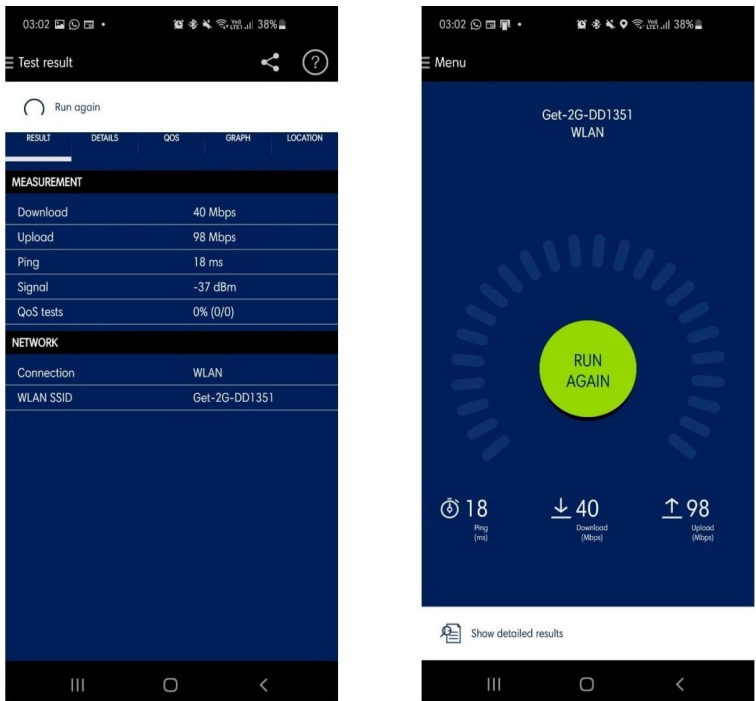 03:02 38%
Test result ?
Run again
RESULT DETAILS QOS GRAPH LOCATION
MEASUREMENT
Download 40 Mbps
Upload 98 Mbps
Ping 18 ms
Signal -37 dBm
QoS tests 0% (0/0)
NETWORK
Connection WLAN
WLAN SSID Get-2G-DD1351
03:02 38%
Menu
Get-2G-DD1351
WLAN
RUN
AGAIN
18 40 98
Ping Download Upload
(ms) (Mbps) (Mbps)
Show detailed results